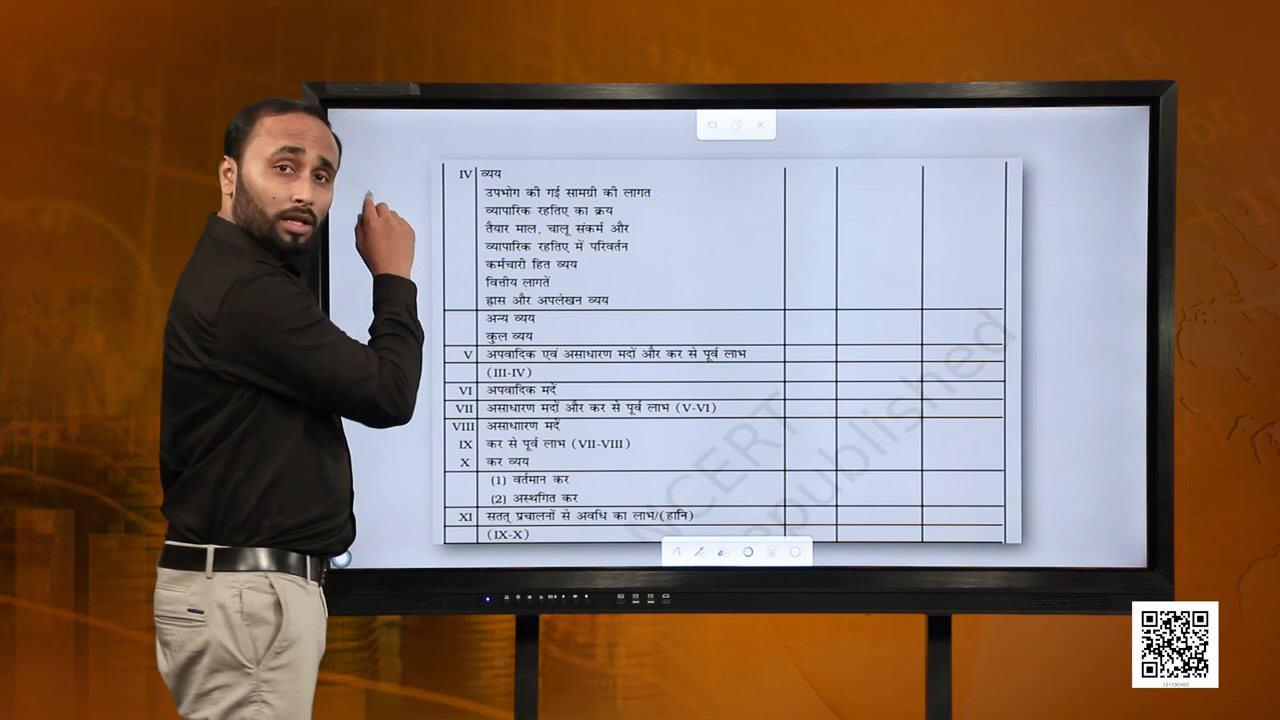 IV व्यय
उपभोग की गई सामग्री की लागत
व्यापारिक रहतिए का क्रय
तैयार माल, चालू संकर्म और
व्यापारिक रहतिए में परिवर्तन
कर्मचारी हित व्यय
वित्तीय लागतें
ह्रास और अपलेखन व्यय
अन्य व्यय
कुल व्यय
V अपवादिक एवं असाधारण मदों और कर से पूर्व लाभ
(III-IV)
VI अपवादिक मदें
VII असाधारण मदों और कर से पूर्व लाभ (V-VI)
VIII असाधाारण मदें
IX कर से पूर्व लाभ (VII-VIII)
X कर व्यय
(1) वर्तमान कर
(2) अस्थगित कर
XI सतत् प्रचालनों से अवधि का लाभ/(हानि)
(IX-X)
NCERT
republished
12129CH02